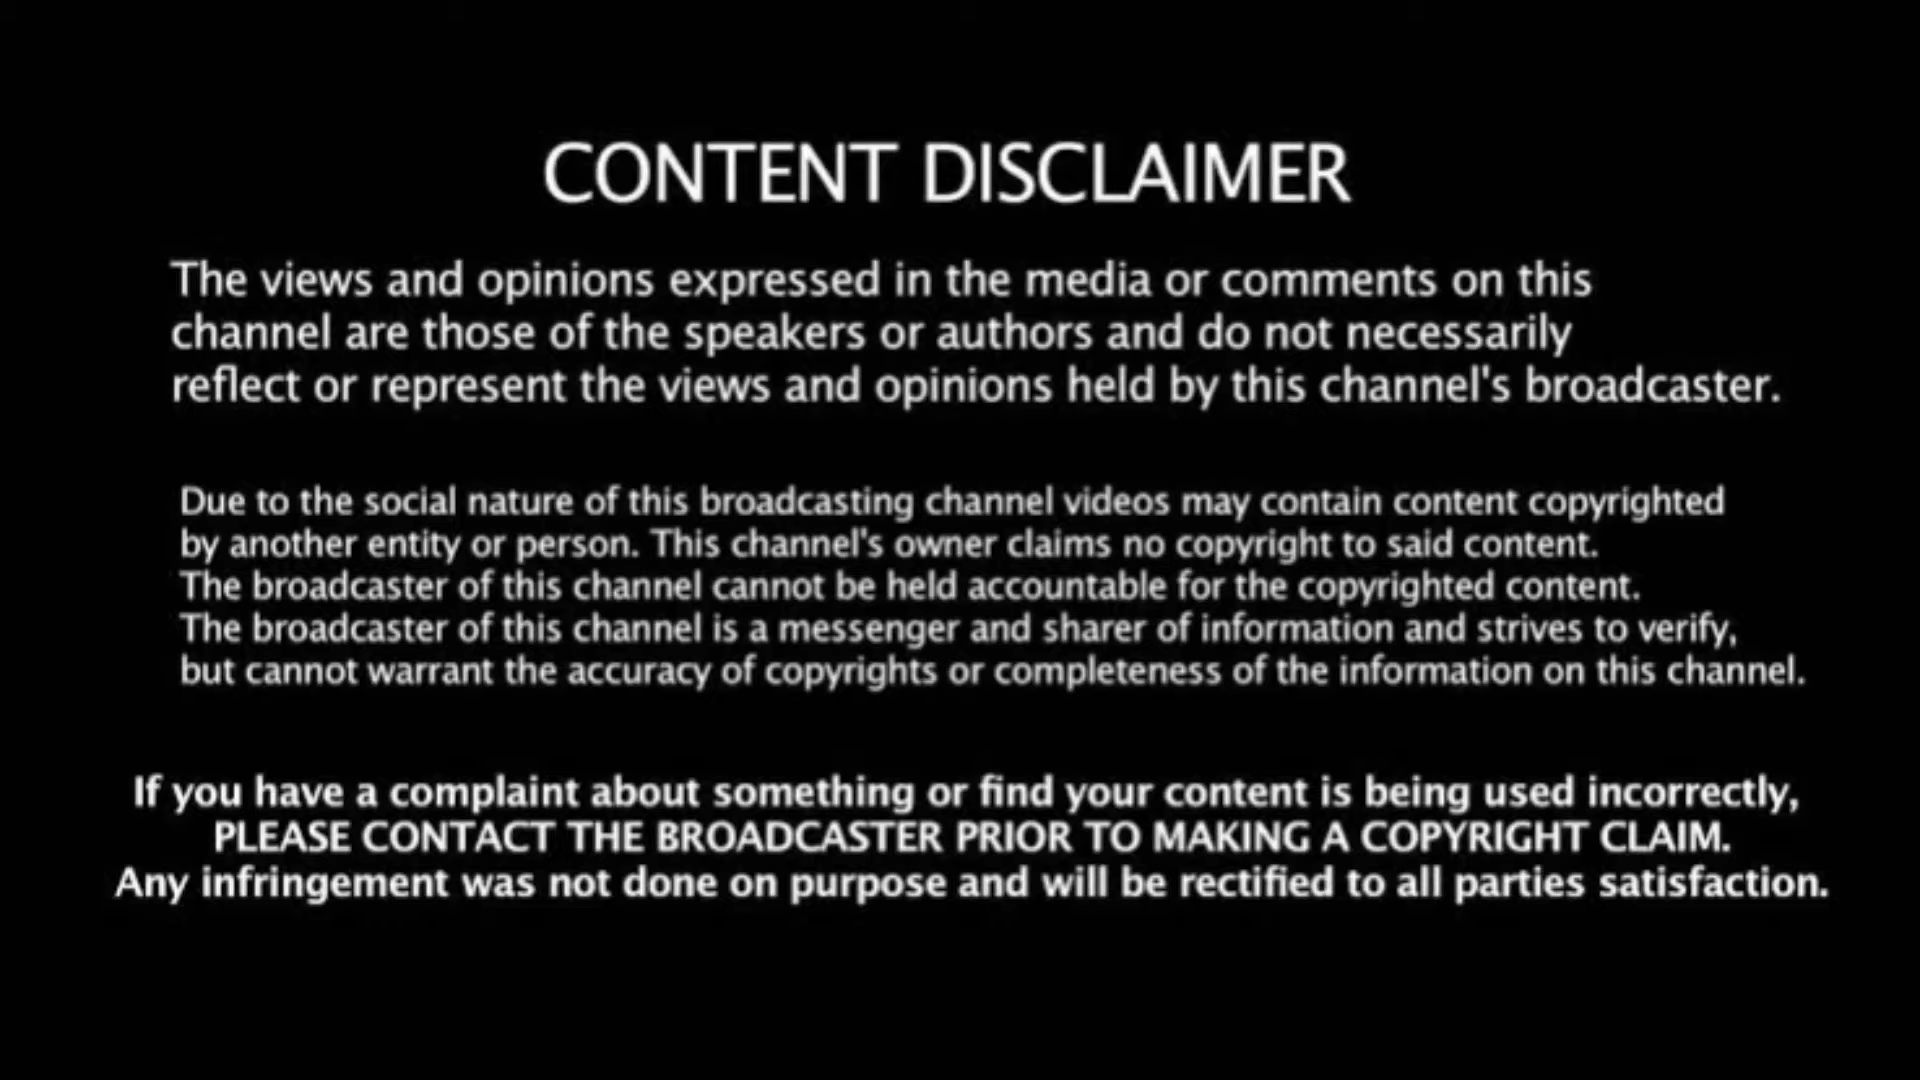 CONTENT DISCLAIMER
The views and opinions expressed in the media or comments on this
channel are those of the speakers or authors and do not necessarily
reflect or represent the views and opinions held by this channel's broadcaster.
Due to the social nature of this broadcasting channel videos may contain content copyrighted
by another entity or person. This channel's owner claims no copyright to said content.
The broadcaster of this channel cannot be held accountable for the copyrighted content.
The broadcaster of this channel is a messenger and sharer of information and strives to verify,
but cannot warrant the accuracy of copyrights or completeness of the information on this channel.
If you have a complaint about something or find your content is being used incorrectly,
PLEASE CONTACT THE BROADCASTER PRIOR TO MAKING A COPYRIGHT CLAIM.
Any infringement was not done on purpose and will be rectified to all parties satisfaction.